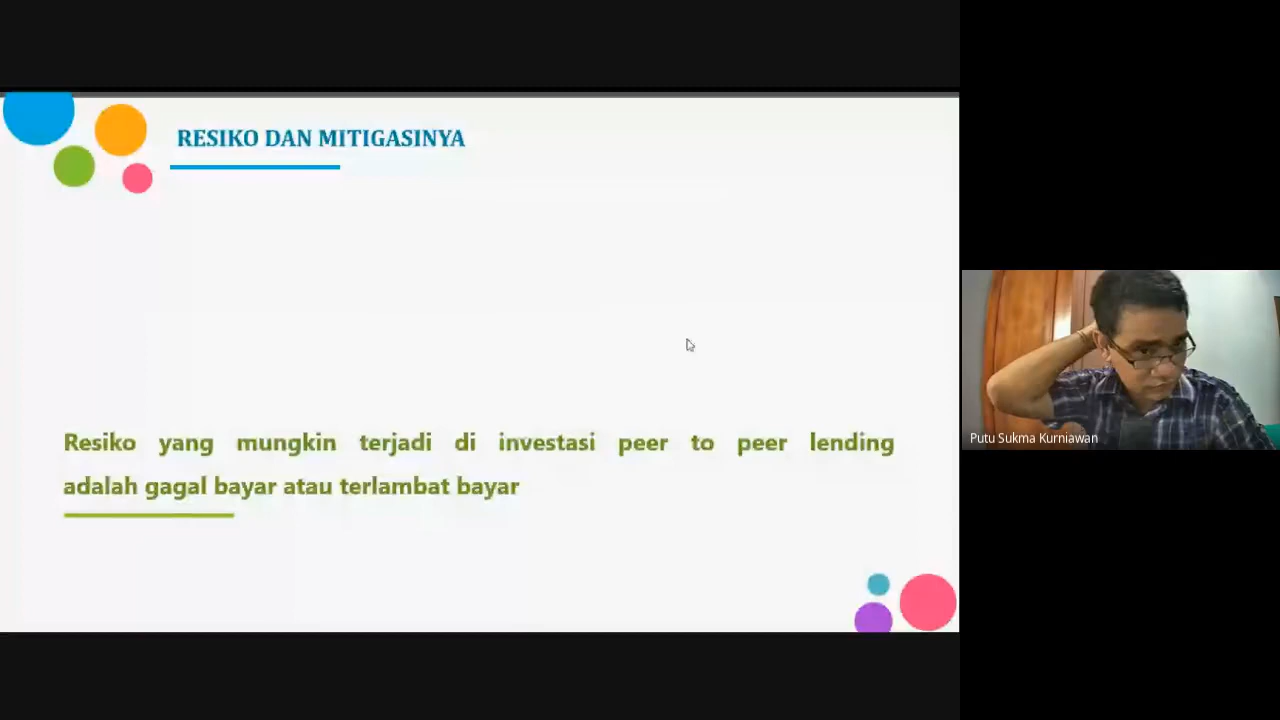 RESIKO DAN MITIGASINYA
Resiko yang mungkin terjadi di investasi peer to peer lending
adalah gagal bayar atau terlambat bayar
Putu Sukma Kurniawan